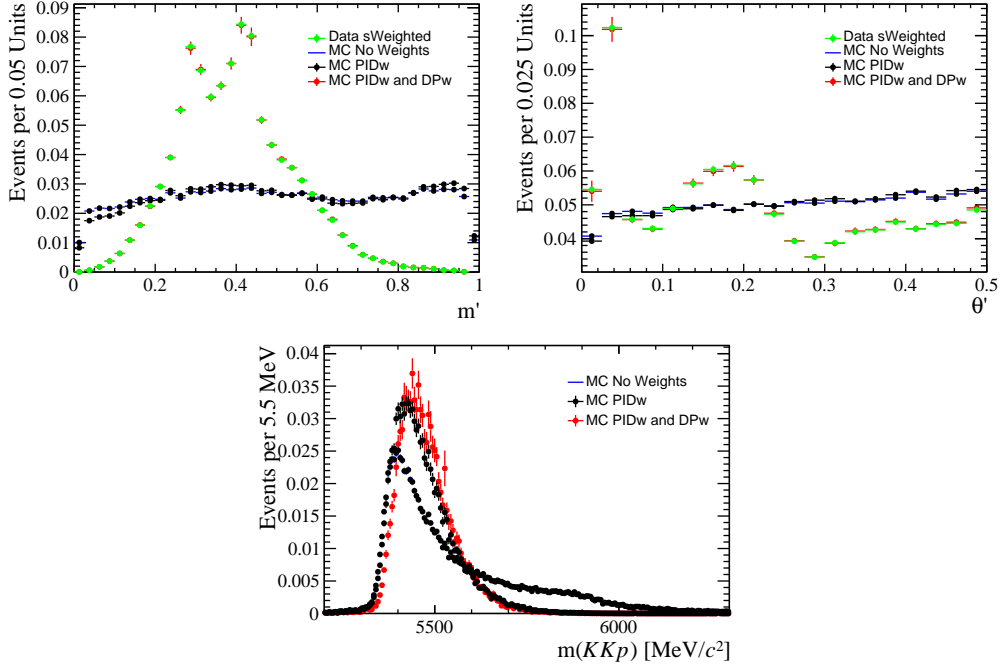 Events per 0.05 Units
0.09
0.08
0.07
0.06
0.05
0.04
0.03
0.02
0.01
0
0 0.2 0.4 0.6 0.8 1
m'
Data sWeighted
MC No Weights
MC PIDw
MC PIDw and DPw
Events per 0.025 Units
0.1
0.09
0.08
0.07
0.06
0.05
0.04
0 0.1 0.2 0.3 0.4 0.5
θ'
Data sWeighted
MC No Weights
MC PIDw
MC PIDw and DPw
Events per 5.5 MeV
0.04
0.035
0.03
0.025
0.02
0.015
0.01
0.005
0
5500 6000
m(KKp) [MeV/c²]
MC No Weights
MC PIDw
MC PIDw and DPw